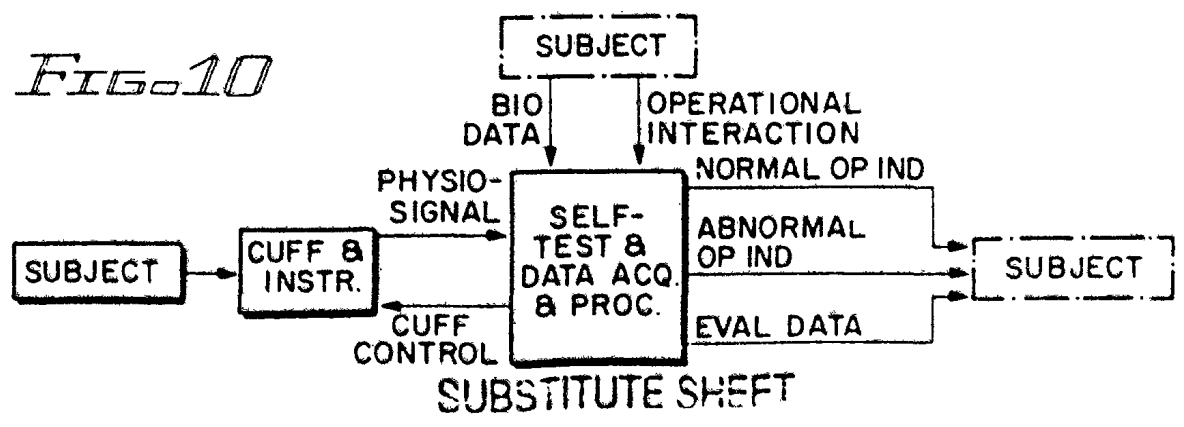 FIG. 10
SUBJECT
BIO
DATA
OPERATIONAL
INTERACTION
NORMAL OP IND
PHYSIO-
SIGNAL
SELF-
TEST &
DATA ACQ.
& PROC.
ABNORMAL
OP IND
CUFF &
INSTR.
SUBJECT
SUBJECT
CUFF
CONTROL
EVAL DATA
SUBSTITUTE SHEET